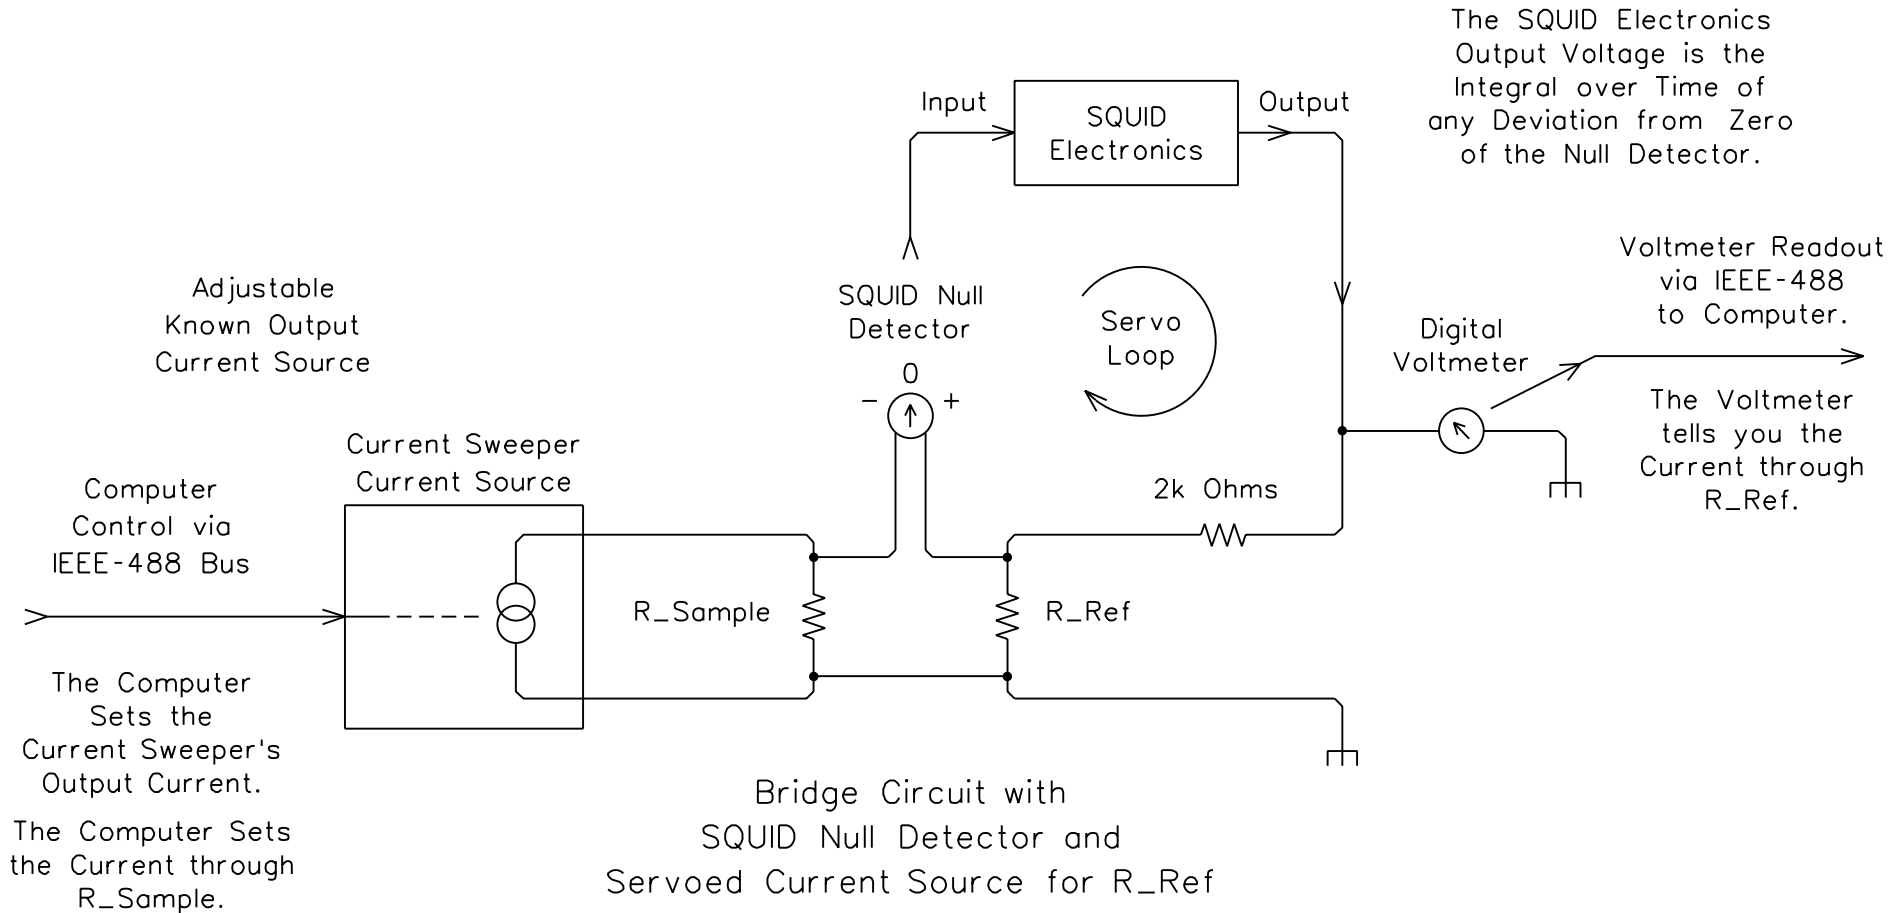 The SQUID Electronics
Output Voltage is the
Integral over Time of
any Deviation from Zero
of the Null Detector.
Input
SQUID
Electronics
Output
Voltmeter Readout
via IEEE-488
to Computer.
Adjustable
Known Output
Current Source
SQUID Null
Detector
0
- +
Servo
Loop
Digital
Voltmeter
The Voltmeter
tells you the
Current through
R_Ref.
Current Sweeper
Current Source
Computer
Control via
IEEE-488 Bus
2k Ohms
R_Sample
R_Ref
The Computer
Sets the
Current Sweeper's
Output Current.
The Computer Sets
the Current through
R_Sample.
Bridge Circuit with
SQUID Null Detector and
Servoed Current Source for R_Ref